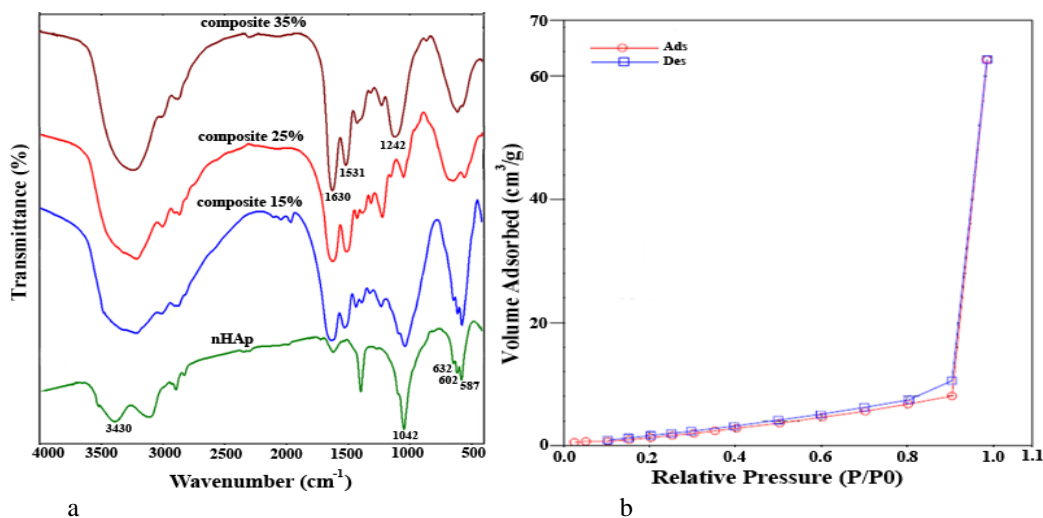 composite 35%
composite 25%
composite 15%
nHAp
1242
1531
1630
632
602
587
3430
1042
Transmittance (%)
4000 3500 3000 2500 2000 1500 1000 500
Wavenumber (cm⁻¹)
a
Ads
Des
70
60
40
20
0
Volume Adsorbed (cm³/g)
0.0 0.2 0.4 0.6 0.8 1.0 1.1
Relative Pressure (P/P0)
b